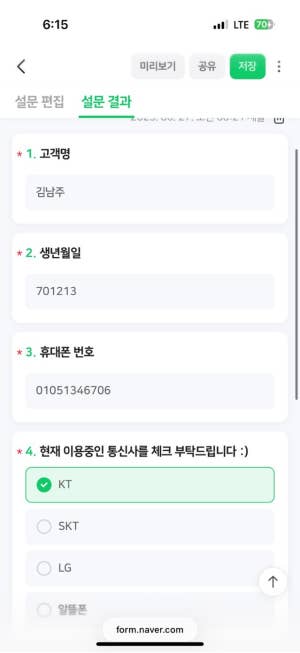 6:15
LTE 70
미리보기 공유 저장
설문 편집 설문 결과
* 1. 고객명
김남주
* 2. 생년월일
701213
* 3. 휴대폰 번호
01051346706
* 4. 현재 이용중인 통신사를 체크 부탁드립니다 :)
KT
SKT
LG
알뜰폰
form.naver.com